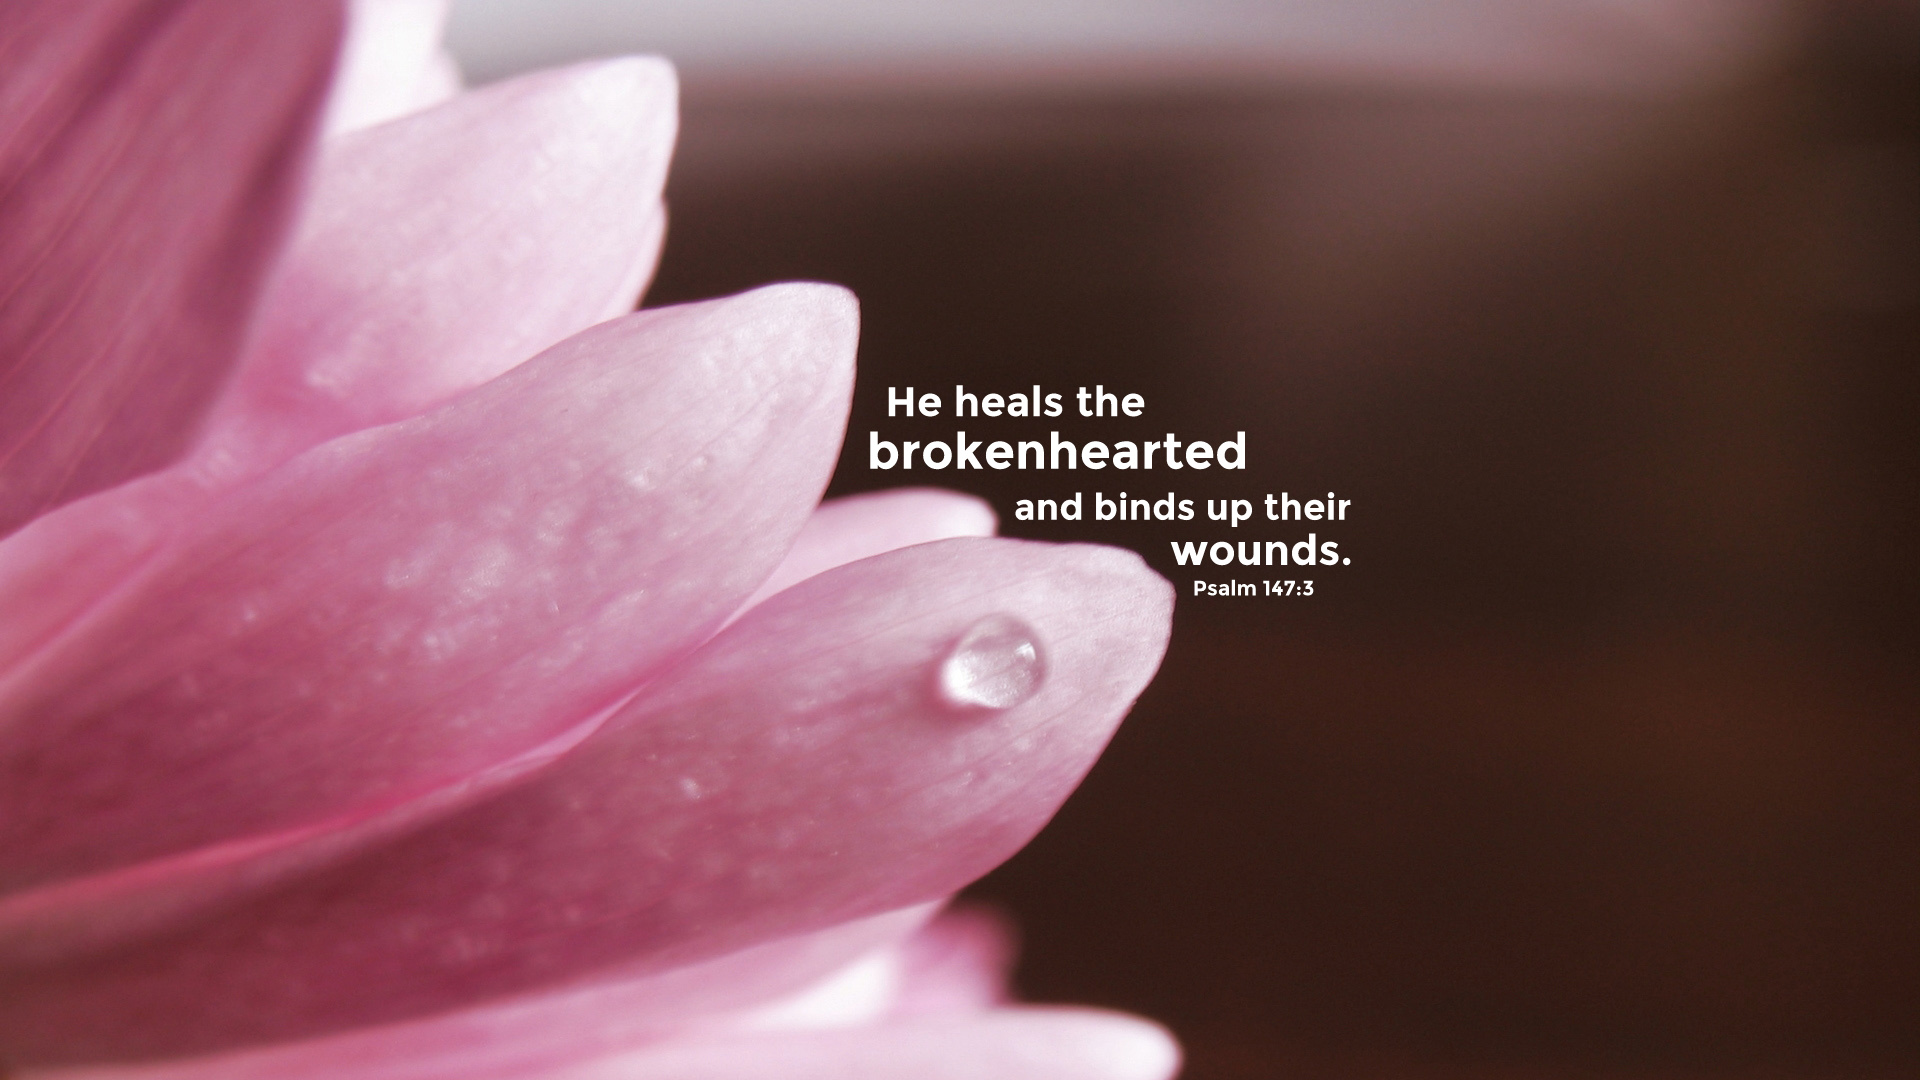 He heals the
brokenhearted
and binds up their
wounds.
Psalm 147:3